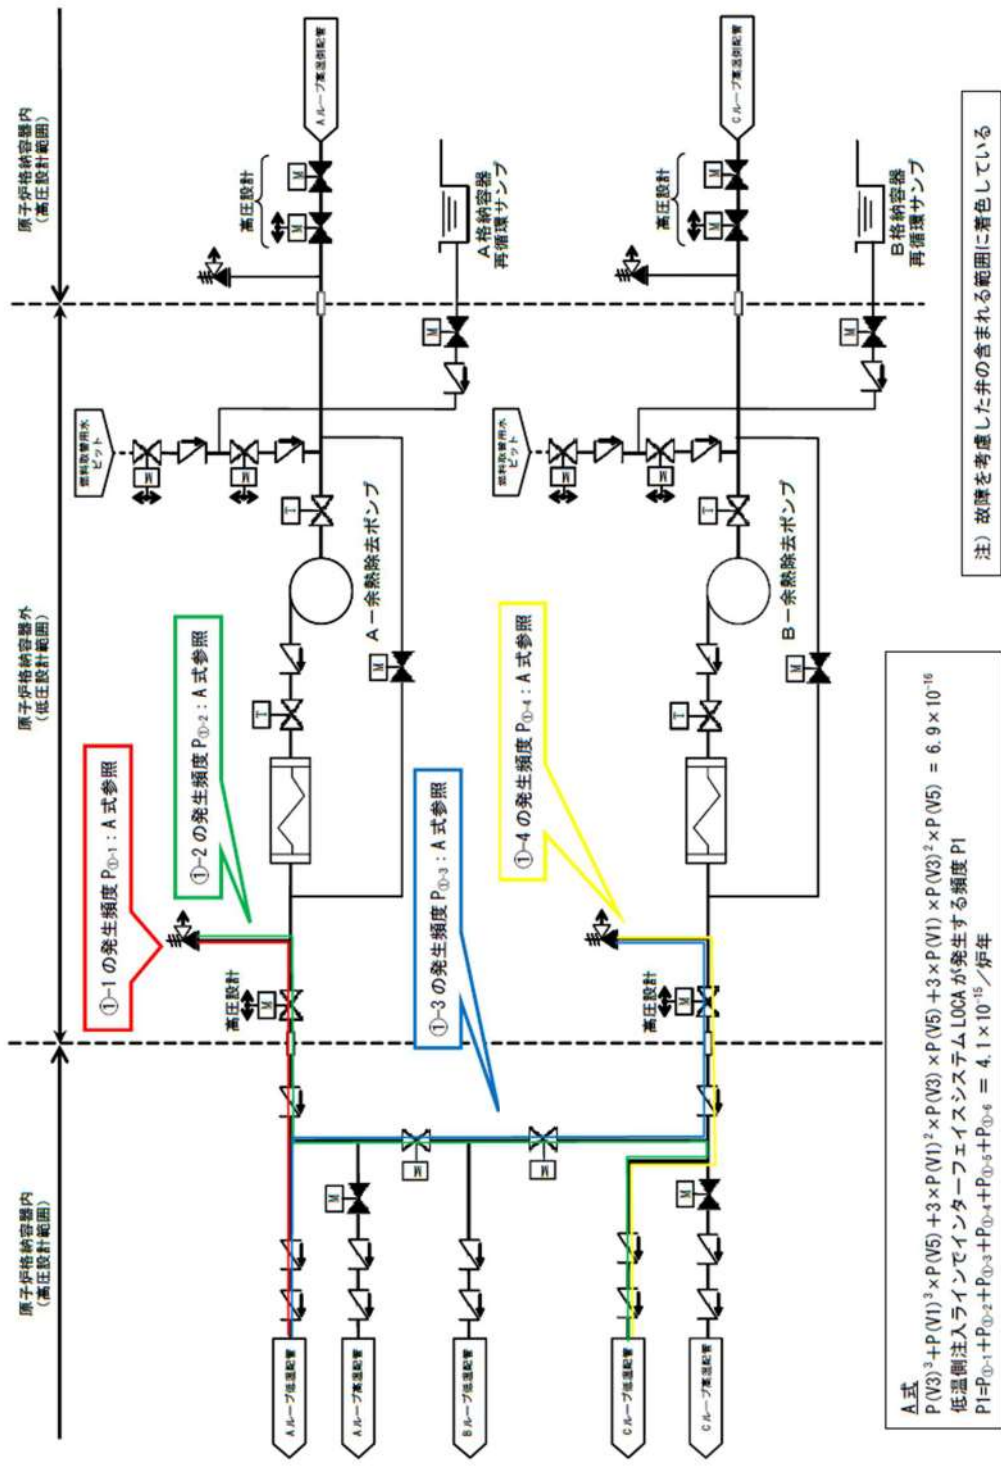 原子炉格納容器内
(高圧設計範囲)
原子炉格納容器外
(低圧設計範囲)
原子炉格納容器内
(高圧設計範囲)
①-1 の発生頻度 P①-1：A 式参照
①-2 の発生頻度 P①-2：A 式参照
①-3 の発生頻度 P①-3：A 式参照
①-4 の発生頻度 P①-4：A 式参照
Aループ低温配管
Aループ高温配管
Bループ低温配管
Cループ低温配管
Cループ高温配管
高圧設計
M
M
M
M
高圧設計
M
M
T
T
A－余熱除去ポンプ
M
燃料取替用水
ピット
M
M
M
高圧設計
M
M
Aループ高温側配管
A格納容器
再循環サンプ
T
T
B－余熱除去ポンプ
M
燃料取替用水
ピット
M
M
M
高圧設計
M
M
Cループ高温側配管
B格納容器
再循環サンプ
A式
P(V3)³＋P(V1)³×P(V5)＋3×P(V1)²×P(V3)×P(V5)＋3×P(V1)×P(V3)²×P(V5) = 6.9×10⁻¹⁶
低温側注入ラインでインターフェイスシステムLOCAが発生する頻度P1
P1=P①-1＋P①-2＋P①-3＋P①-4＋P①-5＋P①-6 = 4.1×10⁻¹⁵／炉年
注）故障を考慮した弁の含まれる範囲に着色している